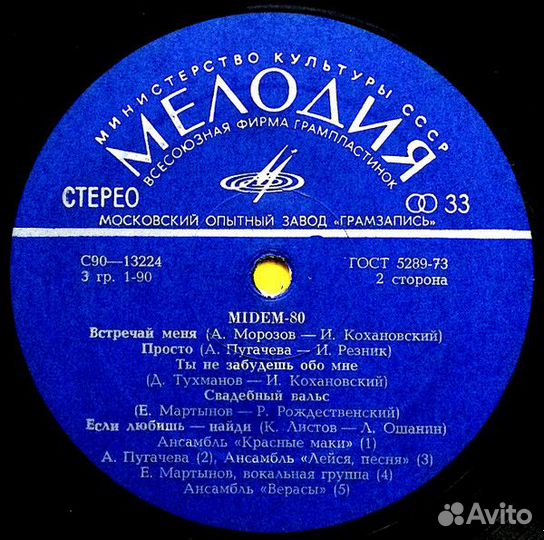 МИНИСТЕРСТВО КУЛЬТУРЫ СССР
МЕЛОДИЯ
ВСЕСОЮЗНАЯ ФИРМА ГРАМПЛАСТИНОК
СТЕРЕО
33
МОСКОВСКИЙ ОПЫТНЫЙ ЗАВОД «ГРАМЗАПИСЬ»
С90—13224
ГОСТ 5289-73
3 гр. 1-90
2 сторона
MIDEM-80
Встречай меня (А. Морозов — И. Кохановский)
Просто (А. Пугачева — И. Резник)
Ты не забудешь обо мне
(Д. Тухманов — И. Кохановский)
Свадебный вальс
(Е. Мартынов — Р. Рождественский)
Если любишь — найди (К. Листов — Л. Ошанин)
Ансамбль «Красные маки» (1)
А. Пугачева (2), Ансамбль «Лейся, песня» (3)
Е. Мартынов, вокальная группа (4)
Ансамбль «Верасы» (5)
Avito